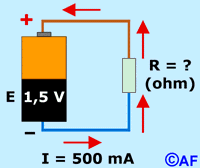 +
R = ?
(ohm)
E 1,5 V
–
I = 500 mA
©AF